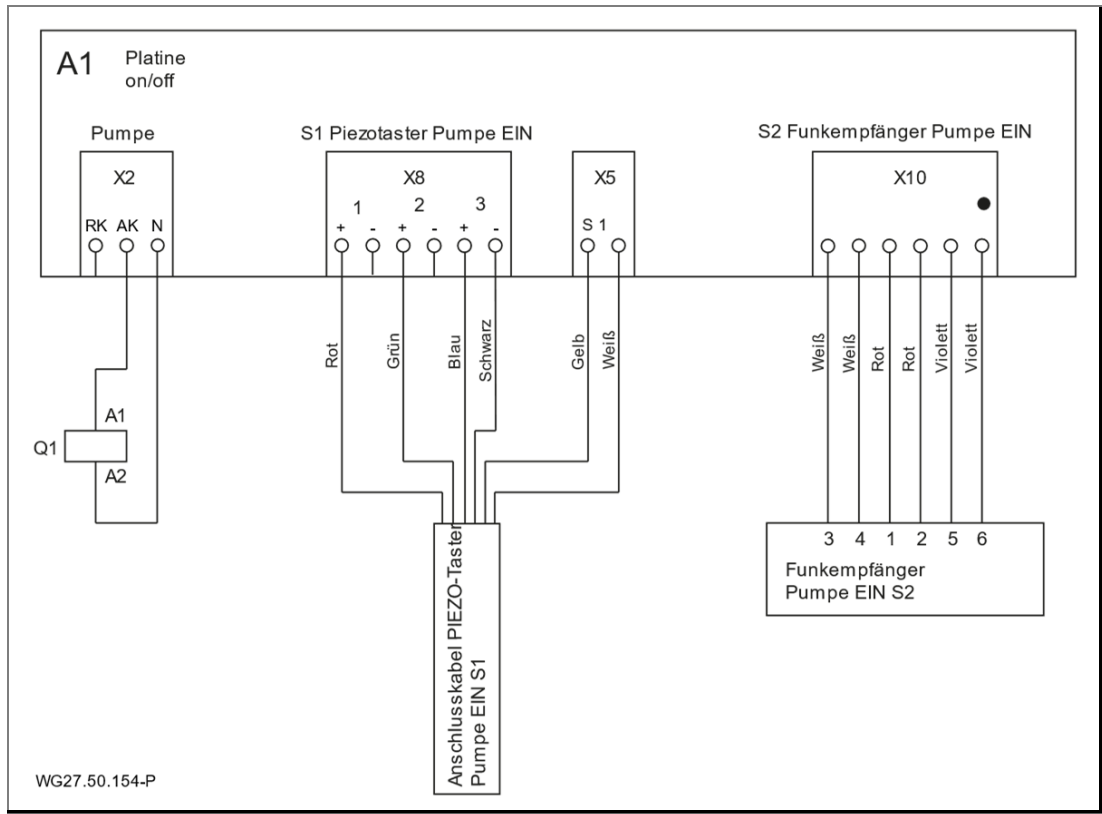 A1 Platine
on/off
Pumpe
S1 Piezotaster Pumpe EIN
S2 Funkempfänger Pumpe EIN
X2
X8
X5
X10
1 2 3
RK AK N
+ - + - + -
S 1
Rot
Grün
Blau
Schwarz
Gelb
Weiß
Weiß
Weiß
Rot
Rot
Violett
Violett
A1
Q1
A2
3 4 1 2 5 6
Funkempfänger
Pumpe EIN S2
Anschlusskabel PIEZO-Taster
Pumpe EIN S1
WG27.50.154-P